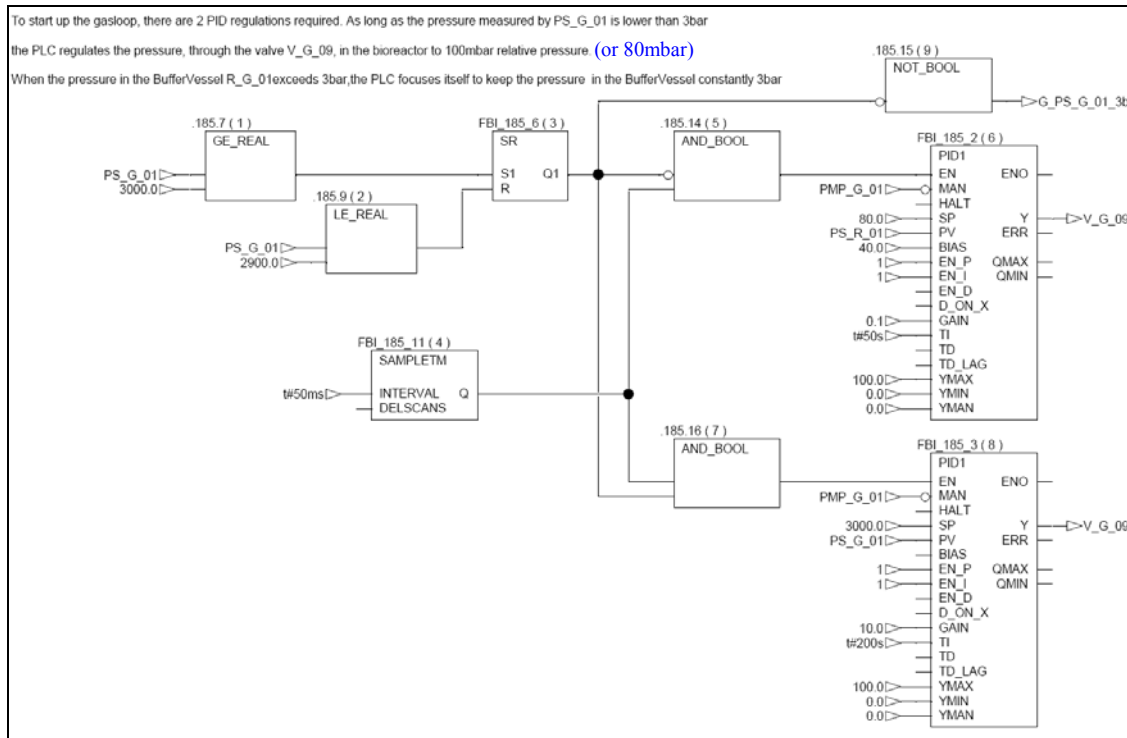 To start up the gasloop, there are 2 PID regulations required. As long as the pressure measured by PS_G_01 is lower than 3bar
the PLC regulates the pressure, through the valve V_G_09, in the bioreactor to 100mbar relative pressure. (or 80mbar)
When the pressure in the BufferVessel R_G_01exceeds 3bar,the PLC focuses itself to keep the pressure in the BufferVessel constantly 3bar
.185.15 ( 9 )
NOT_BOOL
G_PS_G_01_3b
.185.7 ( 1 )
GE_REAL
PS_G_01
3000.0
.185.9 ( 2 )
LE_REAL
PS_G_01
2900.0
FBI_185_6 ( 3 )
SR
S1 Q1
R
.185.14 ( 5 )
AND_BOOL
FBI_185_11 ( 4 )
SAMPLETM
t#50ms INTERVAL Q
DELSCANS
.185.16 ( 7 )
AND_BOOL
FBI_185_2 ( 6 )
PID1
EN ENO
PMP_G_01 MAN
HALT
80.0 SP Y V_G_09
PS_R_01 PV ERR
40.0 BIAS
1 EN_P QMAX
1 EN_I QMIN
EN_D
D_ON_X
0.1 GAIN
t#50s TI
TD
TD_LAG
100.0 YMAX
0.0 YMIN
0.0 YMAN
FBI_185_3 ( 8 )
PID1
EN ENO
PMP_G_01 MAN
HALT
3000.0 SP Y V_G_09
PS_G_01 PV ERR
BIAS
1 EN_P QMAX
1 EN_I QMIN
EN_D
D_ON_X
10.0 GAIN
t#200s TI
TD
TD_LAG
100.0 YMAX
0.0 YMIN
0.0 YMAN